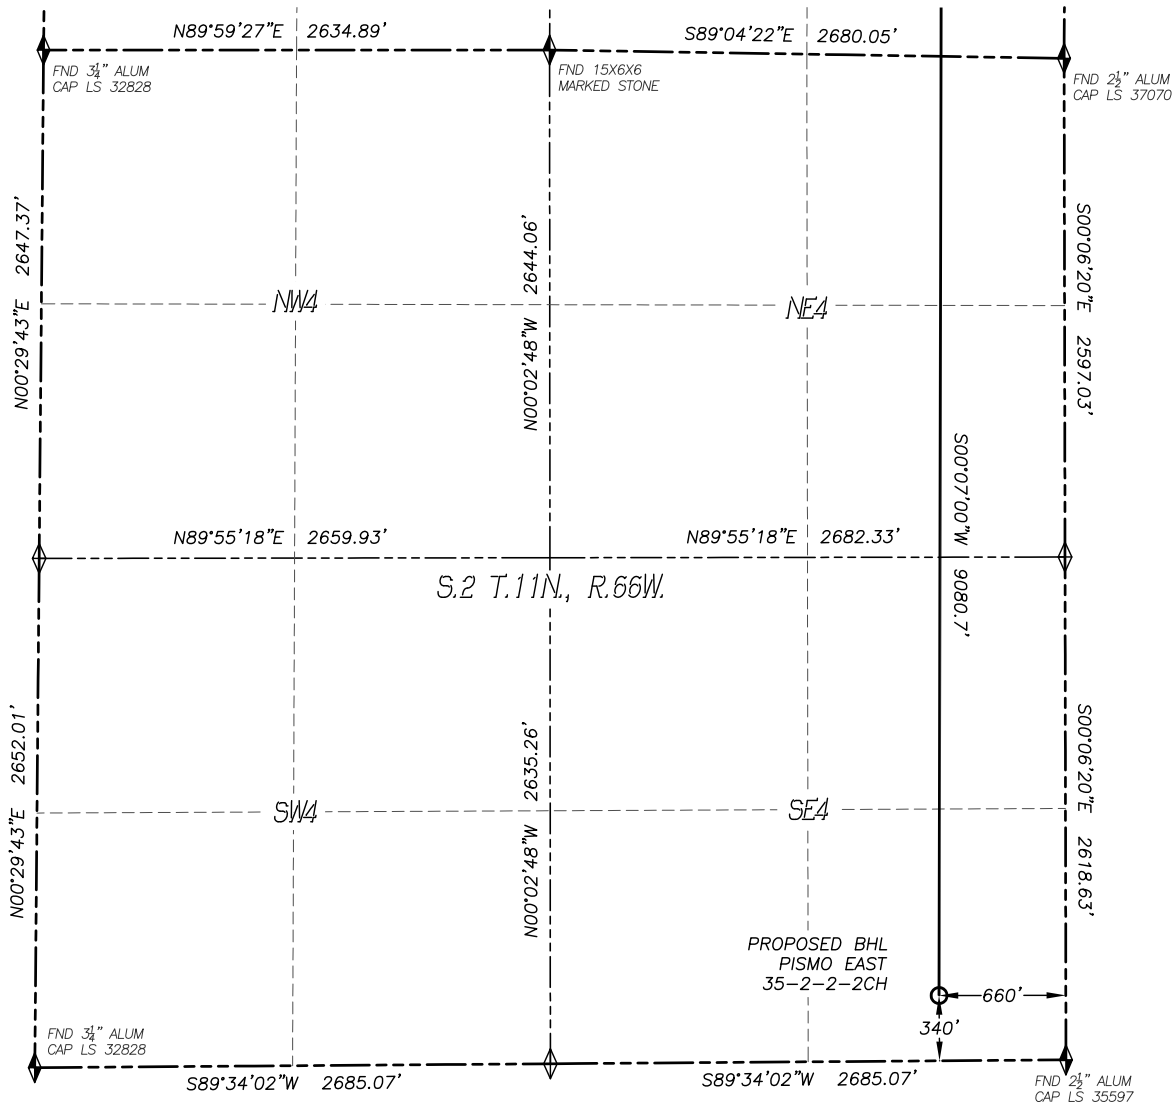 N89°59'27"E 2634.89'
S89°04'22"E 2680.05'
FND 3¼" ALUM
CAP LS 32828
FND 15X6X6
MARKED STONE
FND 2½" ALUM
CAP LS 37070
N00°29'43"E 2647.37'
N00°02'48"W 2644.06'
S00°06'20"E 2597.03'
NW4
NE4
S00°07'00"W 9080.7'
N89°55'18"E 2659.93'
N89°55'18"E 2682.33'
S.2 T.11N., R.66W.
N00°29'43"E 2652.01'
N00°02'48"W 2635.26'
S00°06'20"E 2618.63'
SW4
SE4
PROPOSED BHL
PISMO EAST
35-2-2-2CH
660'
340'
FND 3¼" ALUM
CAP LS 32828
S89°34'02"W 2685.07'
S89°34'02"W 2685.07'
FND 2½" ALUM
CAP LS 35597